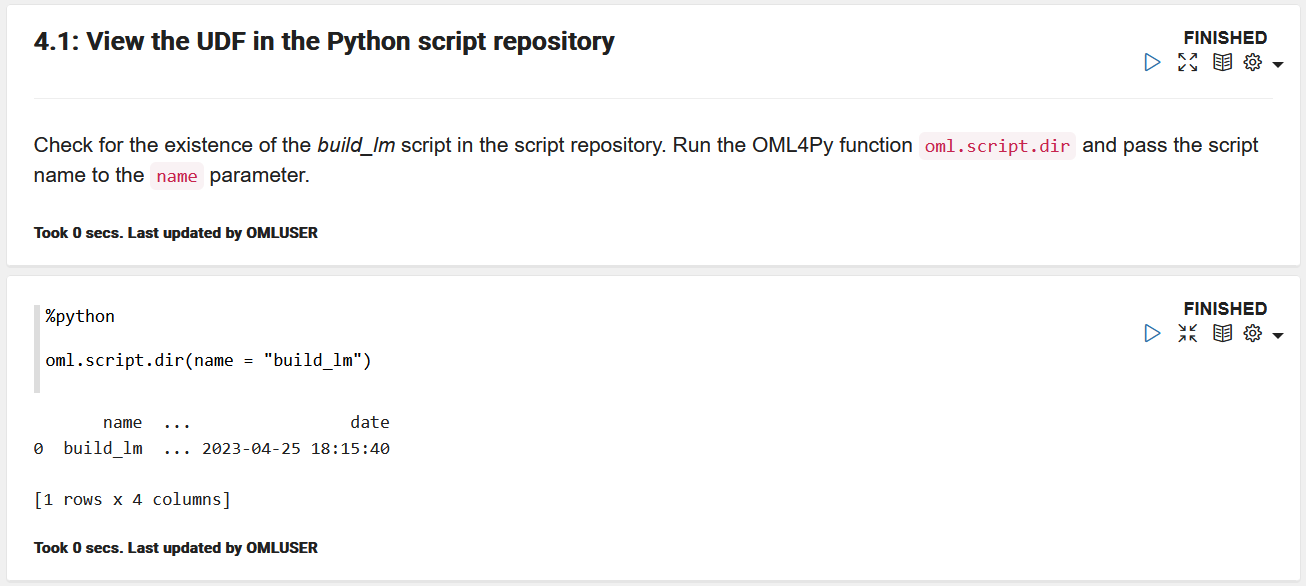 4.1: View the UDF in the Python script repository
FINISHED
Check for the existence of the build_lm script in the script repository. Run the OML4Py function oml.script.dir and pass the script
name to the name parameter.
Took 0 secs. Last updated by OMLUSER
FINISHED
%python
oml.script.dir(name = "build_lm")
name ... date
0 build_lm ... 2023-04-25 18:15:40
[1 rows x 4 columns]
Took 0 secs. Last updated by OMLUSER